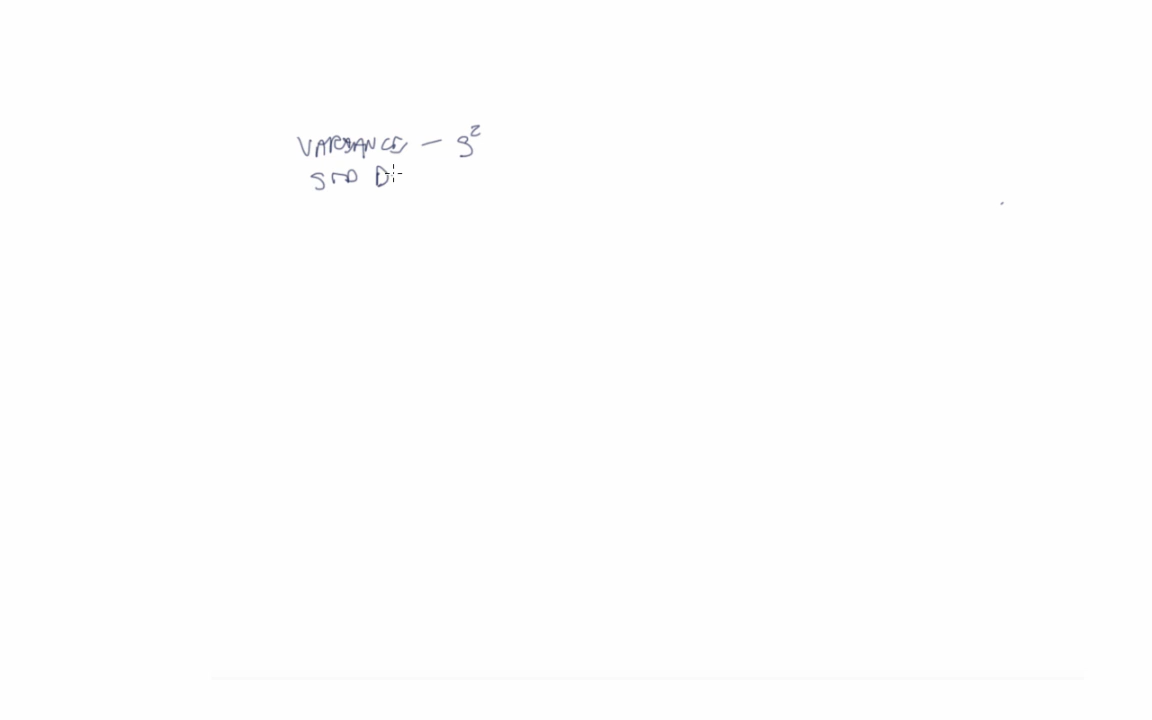 VARIANCE – s²
STD D